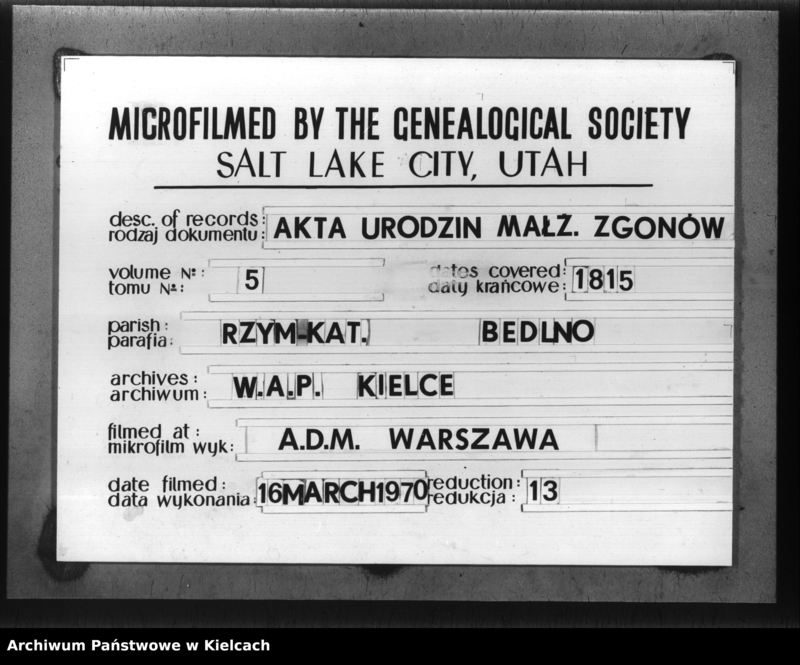 MICROFILMED BY THE GENEALOGICAL SOCIETY
SALT LAKE CITY, UTAH
desc. of records: AKTA URODZIN MAŁŻ. ZGONÓW
rodzaj dokumentu:
volume No: 5 dates covered: 1815
tomu No: daty krańcowe:
parish: RZYM-KAT. BEDLNO
parafia:
archives: W.A.P. KIELCE
archiwum:
filmed at: A.D.M. WARSZAWA
mikrofilm wyk:
date filmed: 16MARCH1970 reduction: 13
data wykonania: redukcja:
Archiwum Państwowe w Kielcach